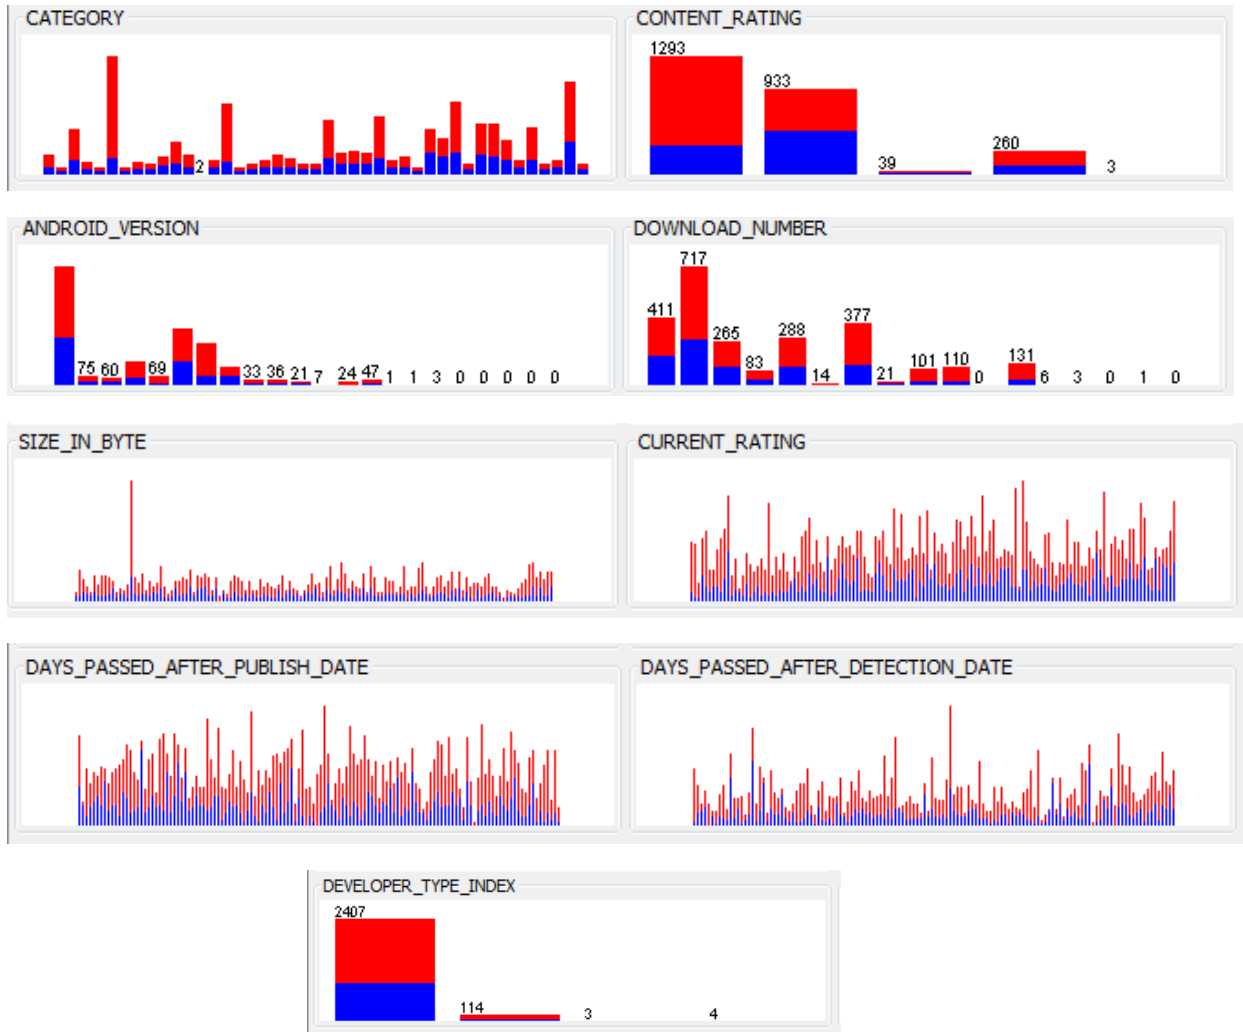 CATEGORY
2
CONTENT_RATING
1293
933
39
260
3
ANDROID_VERSION
75 60 69 33 36 21 7 24 47 1 1 3 0 0 0 0 0
DOWNLOAD_NUMBER
717
411
377
265 288
83
14 21 101 110 0 131 6 3 0 1 0
SIZE_IN_BYTE
CURRENT_RATING
DAYS_PASSED_AFTER_PUBLISH_DATE
DAYS_PASSED_AFTER_DETECTION_DATE
DEVELOPER_TYPE_INDEX
2407
114 3 4